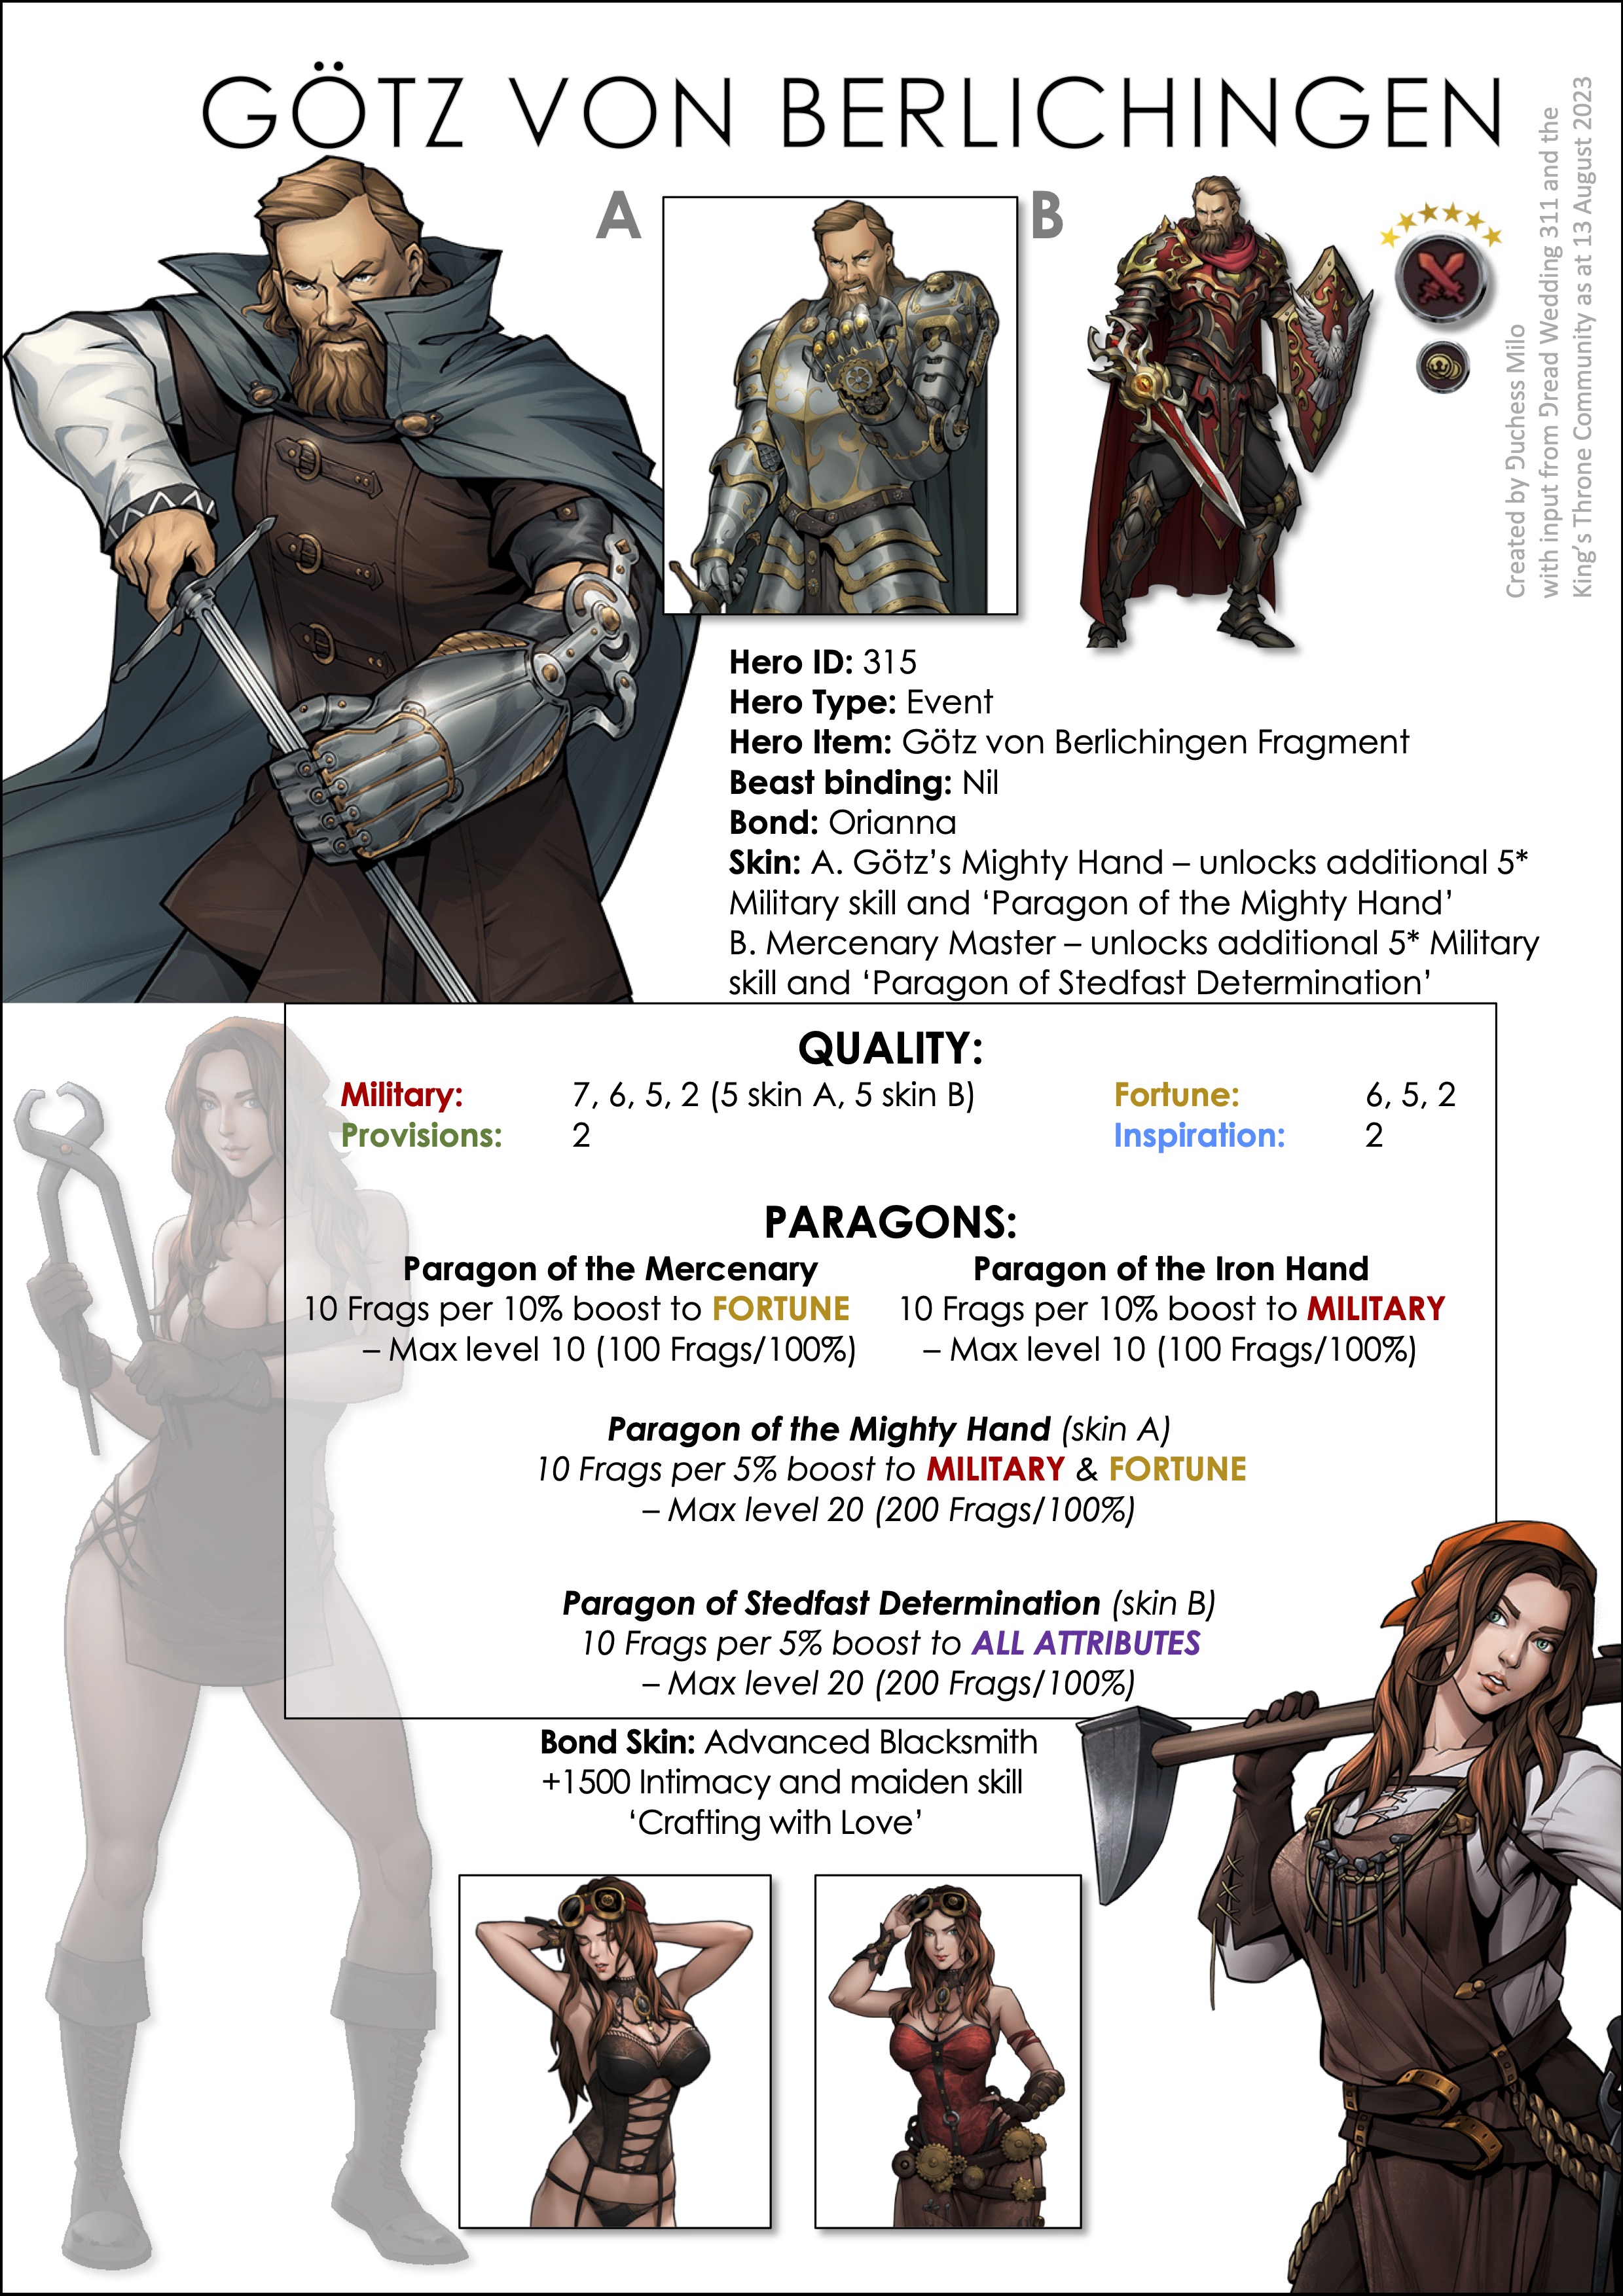 GÖTZ VON BERLICHINGEN
A
B
Created by Duchess Milo
with input from Dread Wedding 311 and the
King's Throne Community as at 13 August 2023
Hero ID: 315
Hero Type: Event
Hero Item: Götz von Berlichingen Fragment
Beast binding: Nil
Bond: Orianna
Skin: A. Götz's Mighty Hand – unlocks additional 5*
Military skill and 'Paragon of the Mighty Hand'
B. Mercenary Master – unlocks additional 5* Military
skill and 'Paragon of Stedfast Determination'
QUALITY:
Military: 7, 6, 5, 2 (5 skin A, 5 skin B) Fortune: 6, 5, 2
Provisions: 2 Inspiration: 2
PARAGONS:
Paragon of the Mercenary
10 Frags per 10% boost to FORTUNE
– Max level 10 (100 Frags/100%)
Paragon of the Iron Hand
10 Frags per 10% boost to MILITARY
– Max level 10 (100 Frags/100%)
Paragon of the Mighty Hand (skin A)
10 Frags per 5% boost to MILITARY & FORTUNE
– Max level 20 (200 Frags/100%)
Paragon of Stedfast Determination (skin B)
10 Frags per 5% boost to ALL ATTRIBUTES
– Max level 20 (200 Frags/100%)
Bond Skin: Advanced Blacksmith
+1500 Intimacy and maiden skill
'Crafting with Love'